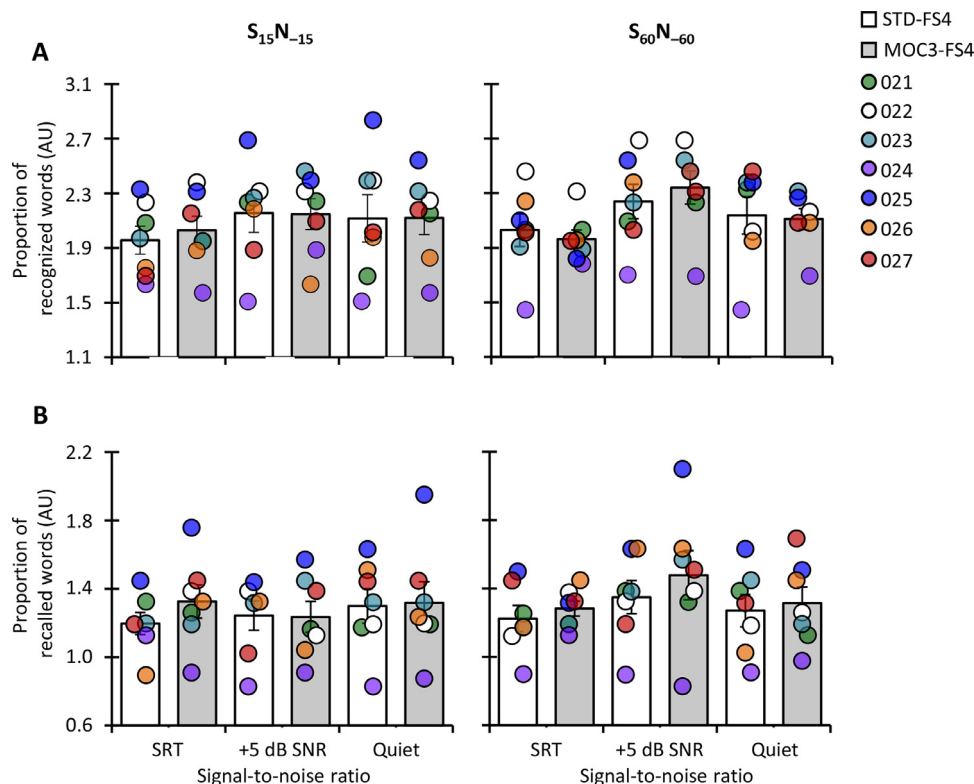 S₁₅N₋₁₅
S₆₀N₋₆₀
STD-FS4
MOC3-FS4
021
022
023
024
025
026
027
A
Proportion of
recognized words (AU)
3.1
2.7
2.3
1.9
1.5
1.1
B
Proportion of
recalled words (AU)
2.2
1.8
1.4
1.0
0.6
SRT +5 dB SNR Quiet
Signal-to-noise ratio
SRT +5 dB SNR Quiet
Signal-to-noise ratio